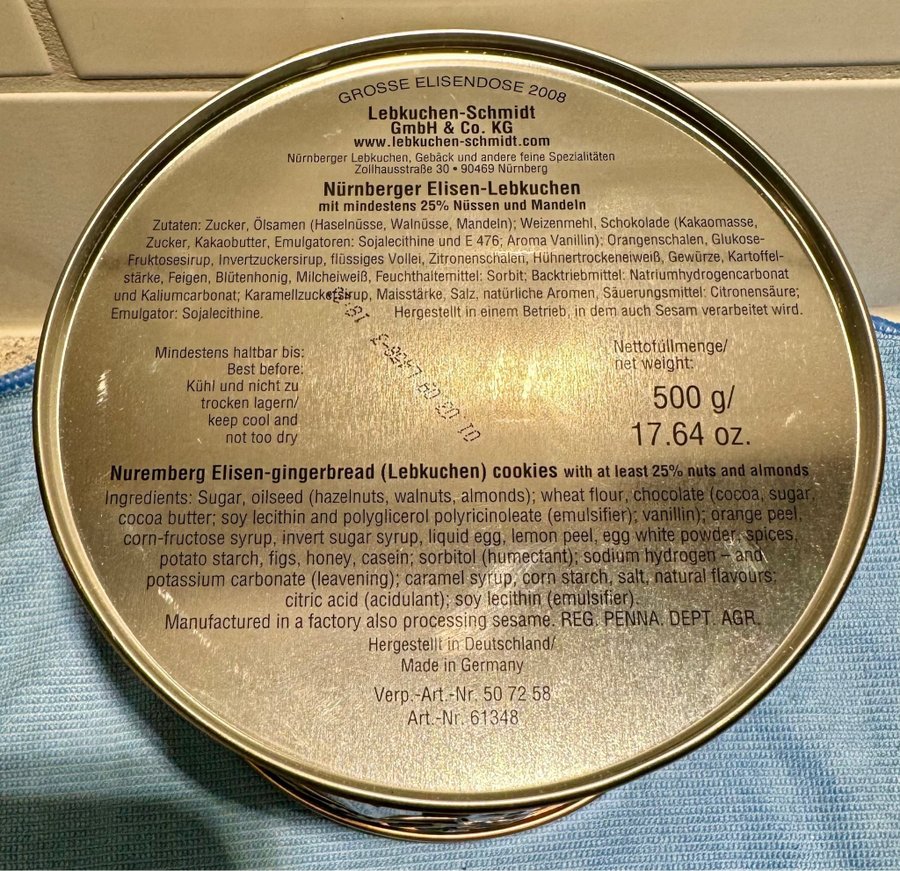 GROSSE ELISENDOSE 2008
Lebkuchen-Schmidt
GmbH & Co. KG
www.lebkuchen-schmidt.com
Nürnberger Lebkuchen, Gebäck und andere feine Spezialitäten
Zollhausstraße 30 • 90469 Nürnberg
Nürnberger Elisen-Lebkuchen
mit mindestens 25% Nüssen und Mandeln
Zutaten: Zucker, Ölsamen (Haselnüsse, Walnüsse, Mandeln); Weizenmehl, Schokolade (Kakaomasse,
Zucker, Kakaobutter, Emulgatoren: Sojalecithine und E 476; Aroma Vanillin); Orangenschalen, Glukose-
Fruktosesirup, Invertzuckersirup, flüssiges Vollei, Zitronenschalen, Hühnertrockeneiweiß, Gewürze, Kartoffel-
stärke, Feigen, Blütenhonig, Milcheiweiß, Feuchthaltemittel: Sorbit; Backtriebmittel: Natriumhydrogencarbonat
und Kaliumcarbonat; Karamellzuckersirup, Maisstärke, Salz, natürliche Aromen, Säuerungsmittel: Citronensäure;
Emulgator: Sojalecithine. Hergestellt in einem Betrieb, in dem auch Sesam verarbeitet wird.
Mindestens haltbar bis:
Best before:
Kühl und nicht zu
trocken lagern/
keep cool and
not too dry
Nettofüllmenge/
net weight:
500 g/
17.64 oz.
Nuremberg Elisen-gingerbread (Lebkuchen) cookies with at least 25% nuts and almonds
Ingredients: Sugar, oilseed (hazelnuts, walnuts, almonds); wheat flour, chocolate (cocoa, sugar,
cocoa butter; soy lecithin and polyglicerol polyricinoleate (emulsifier); vanillin); orange peel,
corn-fructose syrup, invert sugar syrup, liquid egg, lemon peel, egg white powder, spices,
potato starch, figs, honey, casein; sorbitol (humectant); sodium hydrogen – and
potassium carbonate (leavening); caramel syrup, corn starch, salt, natural flavours;
citric acid (acidulant); soy lecithin (emulsifier).
Manufactured in a factory also processing sesame. REG. PENNA. DEPT. AGR.
Hergestellt in Deutschland/
Made in Germany
Verp.-Art.-Nr. 50 72 58
Art.-Nr. 61348